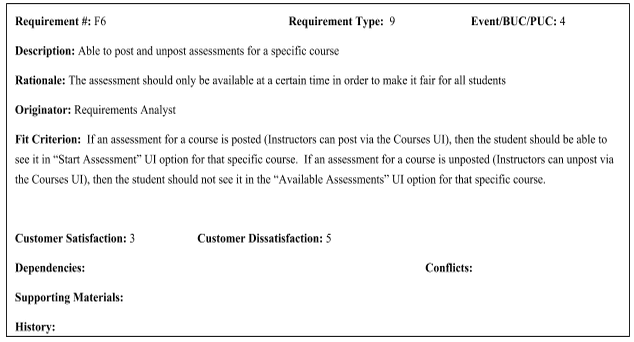 Requirement #: F6 Requirement Type: 9 Event/BUC/PUC: 4
Description: Able to post and unpost assessments for a specific course
Rationale: The assessment should only be available at a certain time in order to make it fair for all students
Originator: Requirements Analyst
Fit Criterion: If an assessment for a course is posted (Instructors can post via the Courses UI), then the student should be able to
see it in “Start Assessment” UI option for that specific course. If an assessment for a course is unposted (Instructors can unpost via
the Courses UI), then the student should not see it in the “Available Assessments” UI option for that specific course.
Customer Satisfaction: 3 Customer Dissatisfaction: 5
Dependencies: Conflicts:
Supporting Materials:
History: